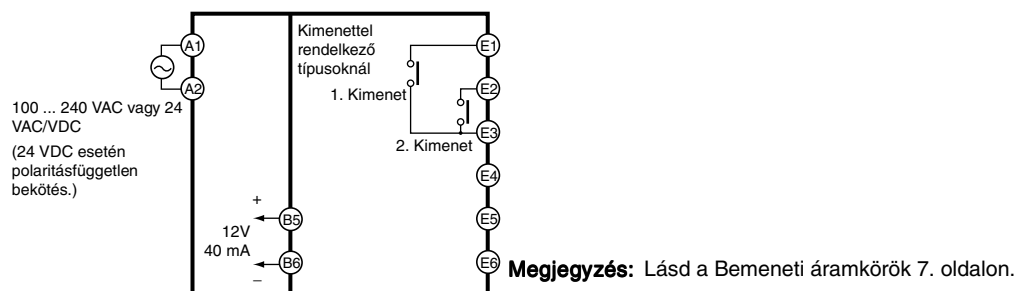 A1
A2
100 ... 240 VAC vagy 24
VAC/VDC
(24 VDC esetén
polaritásfüggetlen
bekötés.)
Kimenettel
rendelkező
típusoknál
1. Kimenet
2. Kimenet
E1
E2
E3
E4
E5
E6
+
12V
40 mA
–
B5
B6
Megjegyzés: Lásd a Bemeneti áramkörök 7. oldalon.